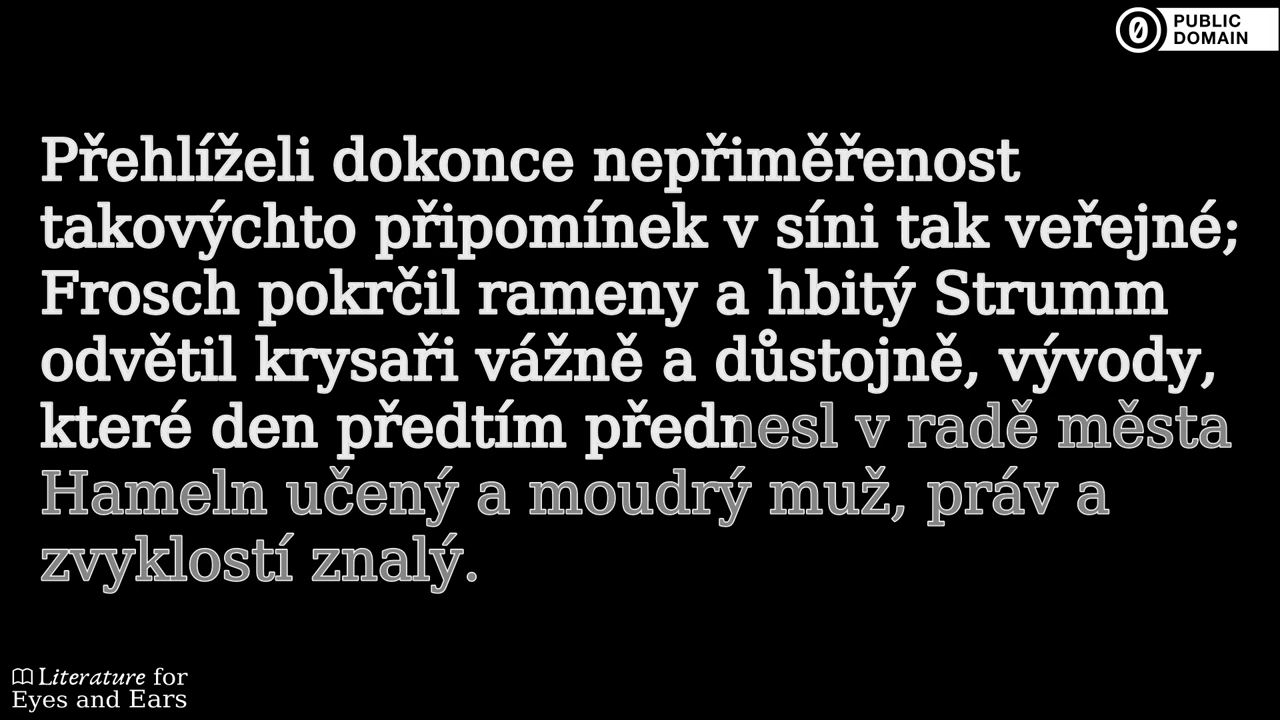 PUBLIC
DOMAIN
Přehlíželi dokonce nepřiměřenost
takovýchto připomínek v síni tak veřejné;
Frosch pokrčil rameny a hbitý Strumm
odvětil krysaři vážně a důstojně, vývody,
které den předtím přednesl v radě města
Hameln učený a moudrý muž, práv a
zvyklostí znalý.
Literature for
Eyes and Ears